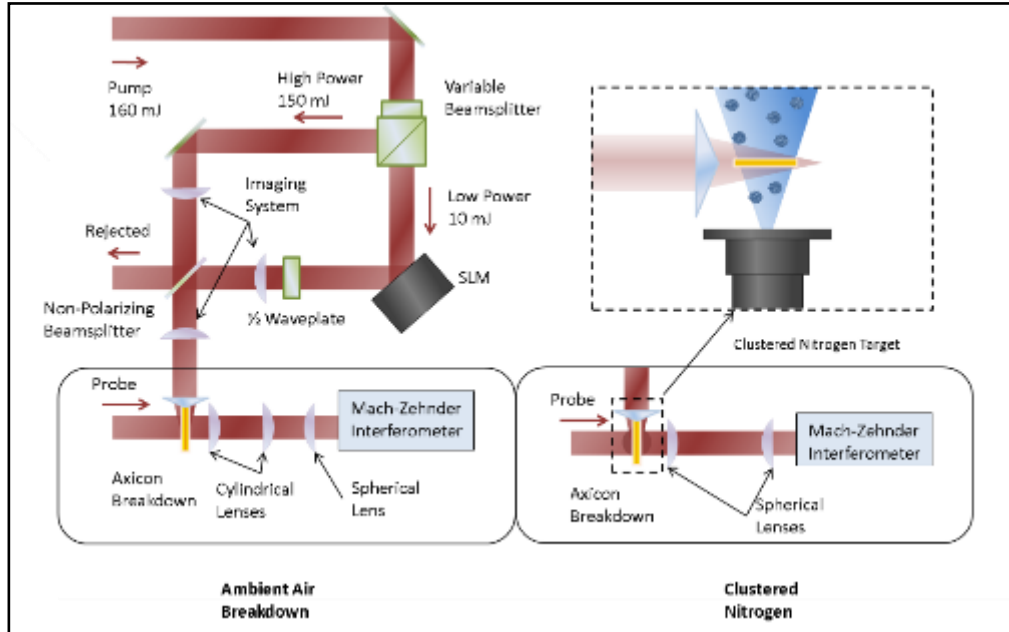 Pump
160 mJ
High Power
150 mJ
Variable
Beamsplitter
Imaging
System
Low Power
10 mJ
Rejected
SLM
Non-Polarizing
Beamsplitter
½ Waveplate
Clustered Nitrogen Target
Probe
Mach-Zehnder
Interferometer
Axicon
Breakdown
Cylindrical
Lenses
Spherical
Lens
Probe
Mach-Zehnder
Interferometer
Axicon
Breakdown
Spherical
Lenses
Ambient Air
Breakdown
Clustered
Nitrogen